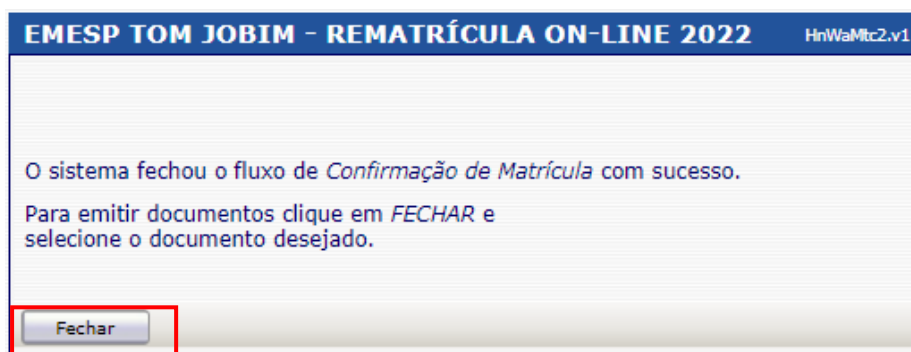 EMESP TOM JOBIM - REMATRÍCULA ON-LINE 2022 HnWaMtc2.v1
O sistema fechou o fluxo de Confirmação de Matrícula com sucesso.
Para emitir documentos clique em FECHAR e
selecione o documento desejado.
Fechar